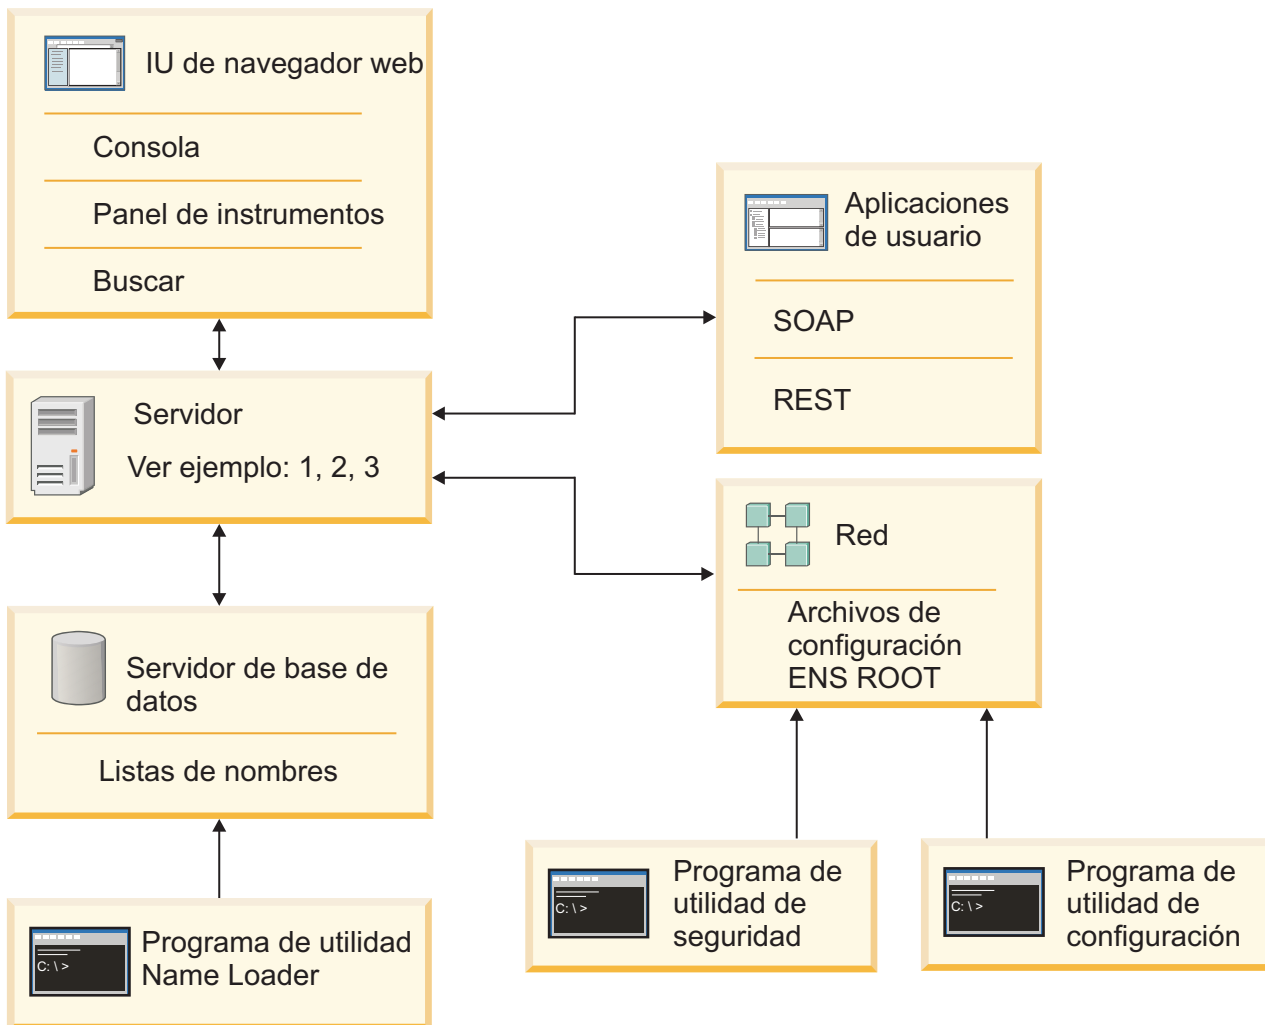 IU de navegador web
Consola
Panel de instrumentos
Buscar
Aplicaciones
de usuario
SOAP
REST
Servidor
Ver ejemplo: 1, 2, 3
Red
Archivos de
configuración
ENS ROOT
Servidor de base de
datos
Listas de nombres
Programa de utilidad
Name Loader
C: \ >
Programa de
utilidad de
seguridad
C: \ >
Programa de
utilidad de
configuración
C: \ >